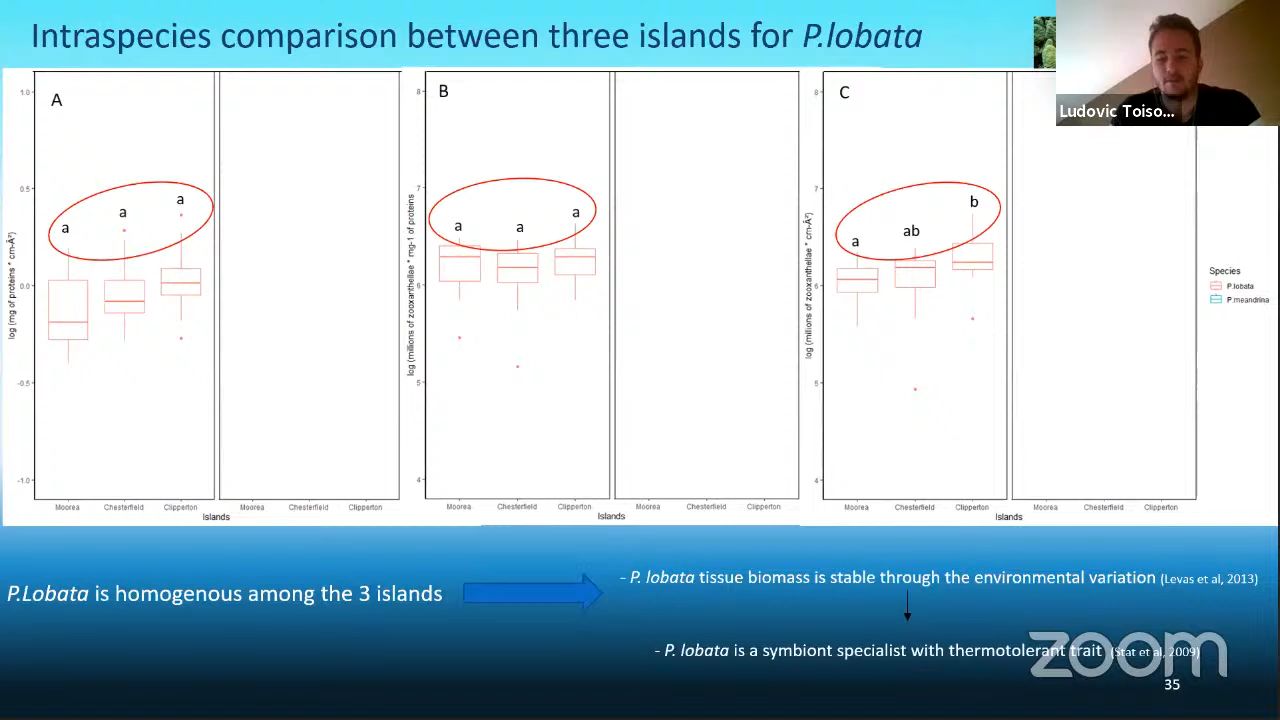 Intraspecies comparison between three islands for P.lobata
Ludovic Toiso...
A
B
C
1.0
0.5
0.0
-0.5
-1.0
log (mg of proteins * cm-Â²)
a
a
a
Moorea
Chesterfield
Clipperton
Moorea
Chesterfield
Clipperton
Islands
8
7
6
5
4
log (millions of zooxanthellae * mg-1 of proteins
a
a
a
Moorea
Chesterfield
Clipperton
Moorea
Chesterfield
Clipperton
Islands
8
7
6
5
4
log (millions of zooxanthellae * cm-Â²)
a
ab
b
Moorea
Chesterfield
Clipperton
Moorea
Chesterfield
Clipperton
Islands
Species
P.lobata
P.meandrina
P.Lobata is homogenous among the 3 islands
- P. lobata tissue biomass is stable through the environmental variation (Levas et al, 2013)
- P. lobata is a symbiont specialist with thermotolerant trait (Stat et al, 2009)
zoom
35